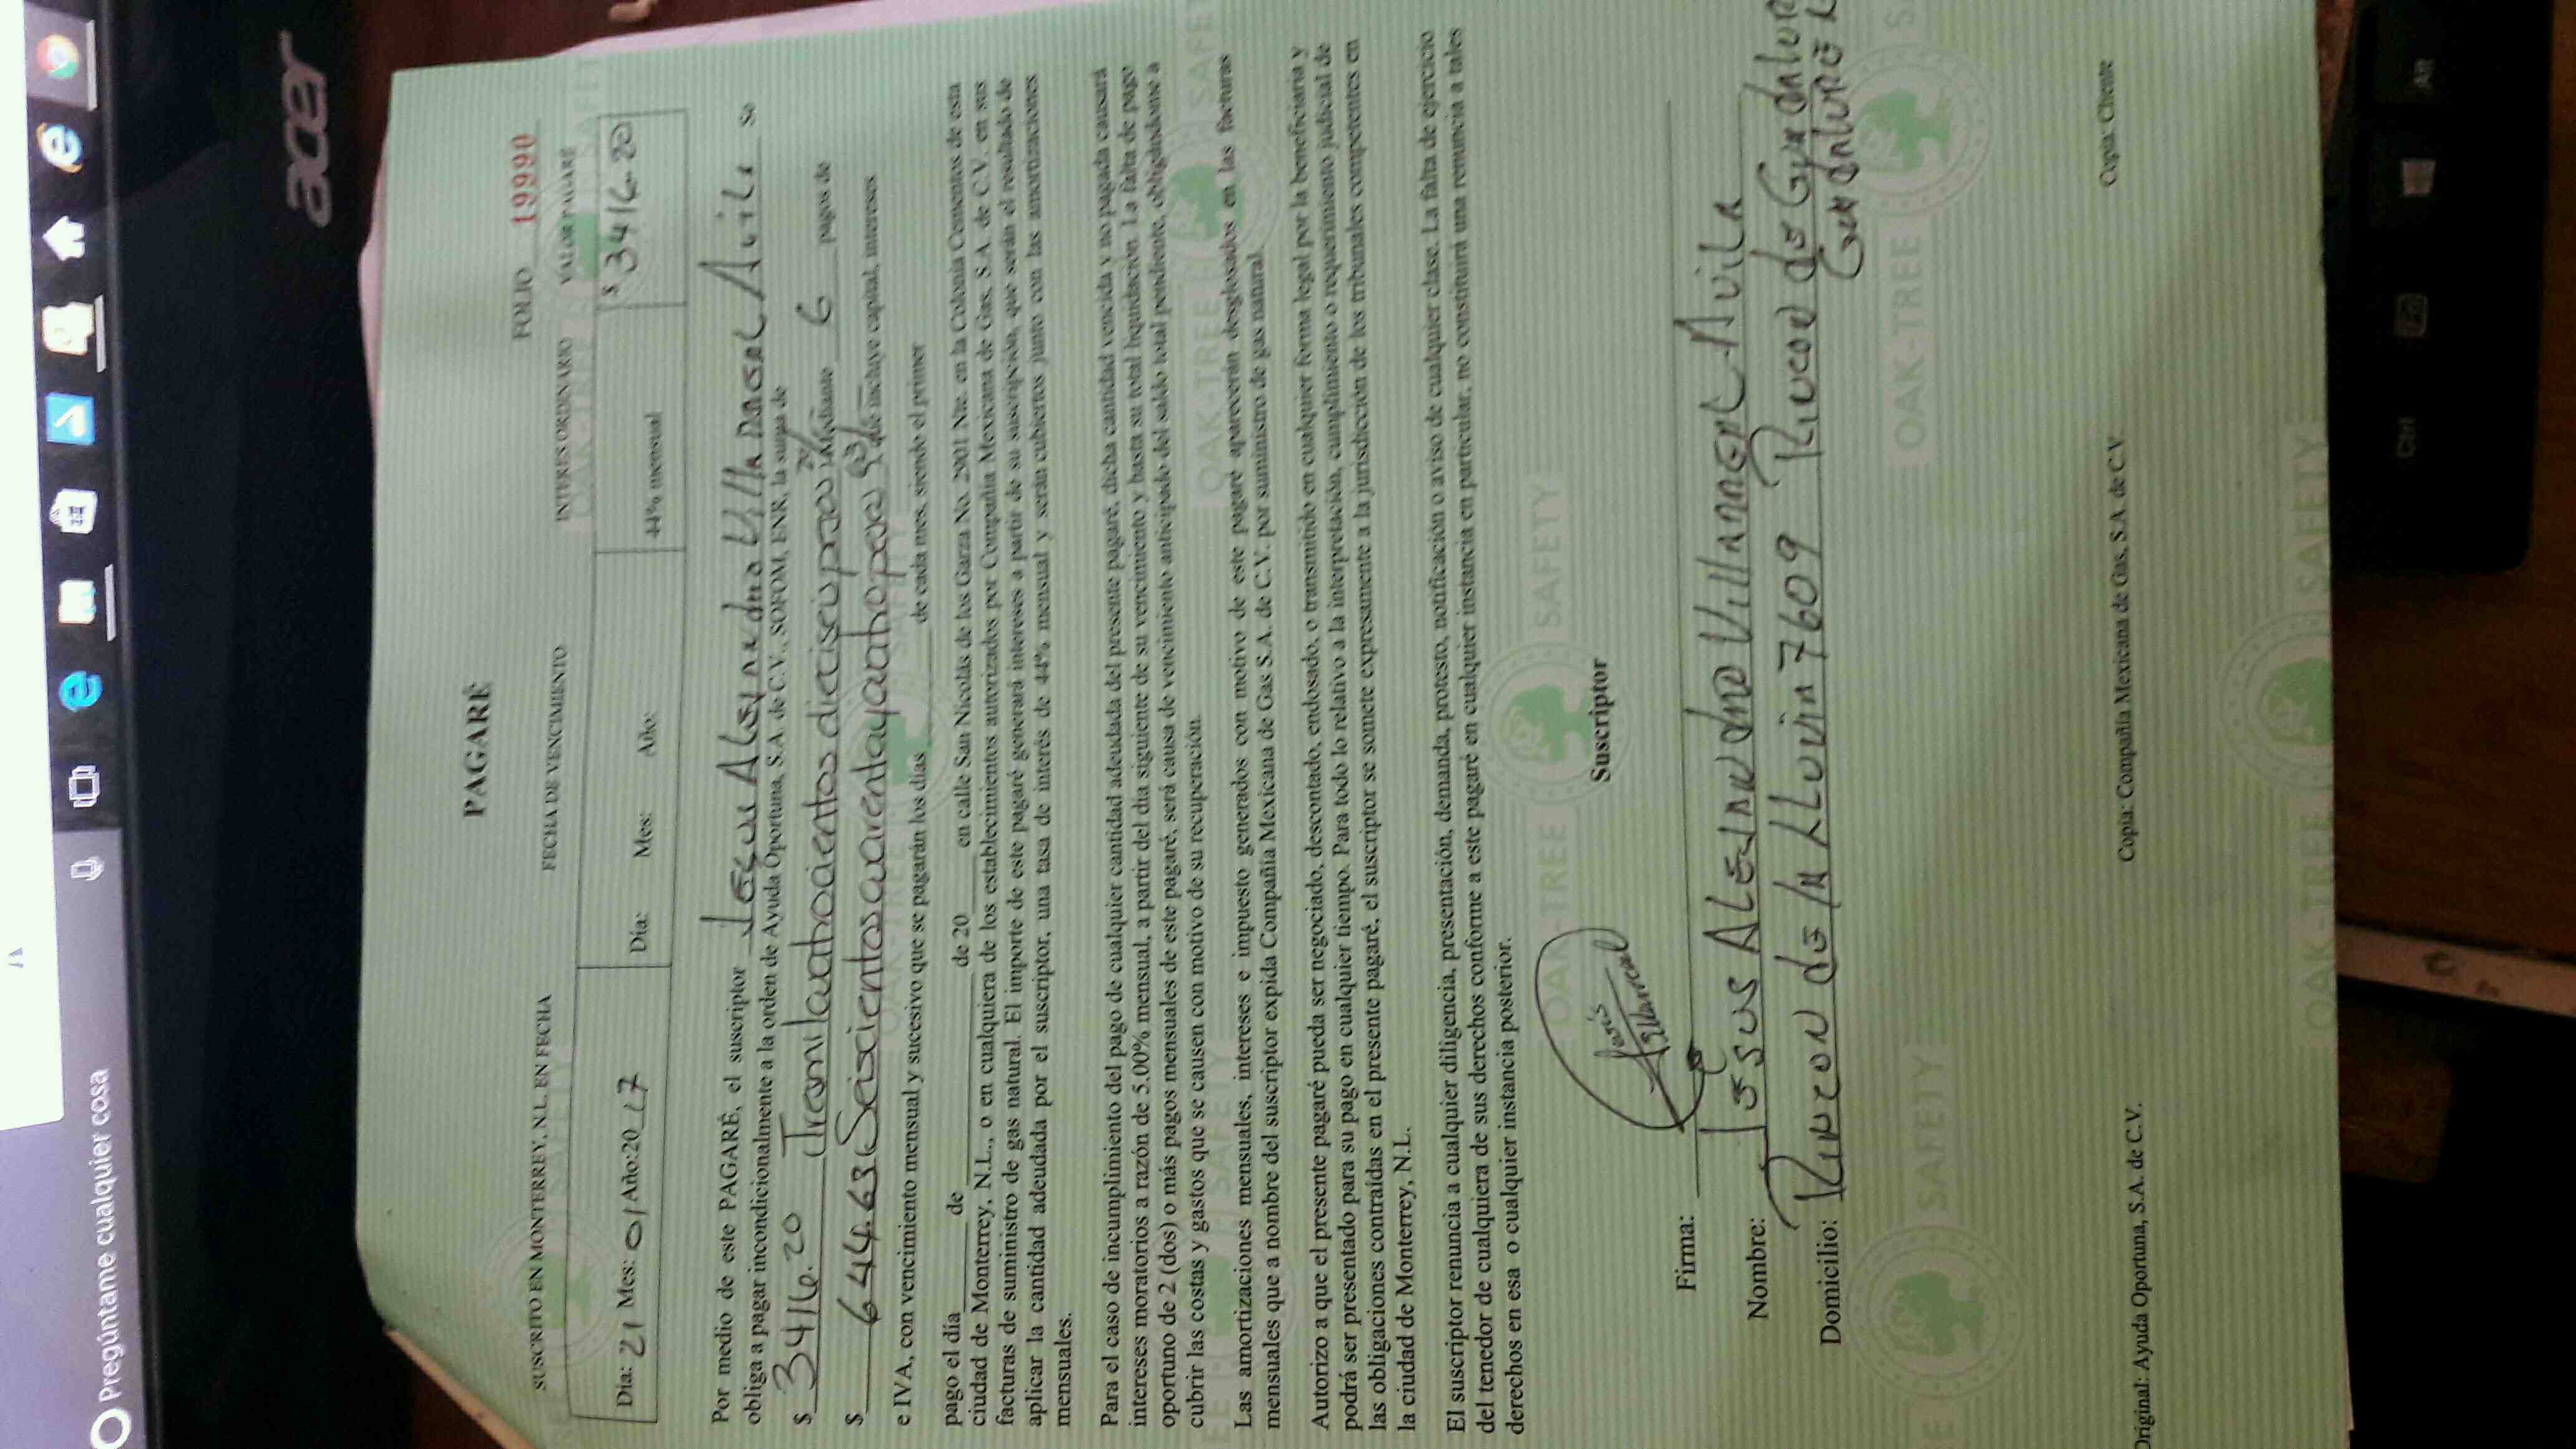 Pregúntame cualquier cosa
acer
PAGARÉ
FOLIO 19990
SUSCRITO EN MONTERREY, N.L. EN FECHA FECHA DE VENCIMIENTO INTERES ORDINARIO VALOR PAGARE
Día: 21 Mes: 01 Año:20 17 Día: Mes: Año: 44% mensual $ 3416.20
Por medio de este PAGARÉ, el suscriptor Jesus Alejandro Villarreal Avila Se
obliga a pagar incondicionalmente a la orden de Ayuda Oportuna, S.A. de C.V., SOFOM, ENR, la suma de
$ 3416.20 (Tresmilcuatrocientosdieciseispesos 20/ mediante 6 pagos de
$ 644.63 (Seiscientoscuarentaycuatropesos 63/ que incluye capital, intereses
e IVA, con vencimiento mensual y sucesivo que se pagarán los días de cada mes, siendo el primer
pago el día de de 20 en calle San Nicolás de los Garza No. 2901 Nte. en la Colonia Cementos de esta
ciudad de Monterrey, N.L., o en cualquiera de los establecimientos autorizados por Compañía Mexicana de Gas, S.A. de C.V. en sus
facturas de suministro de gas natural. El importe de este pagaré generará intereses a partir de su suscripción, que serán el resultado de
aplicar la cantidad adeudada por el suscriptor, una tasa de interés de 44% mensual y serán cubiertos junto con las amortizaciones
mensuales.
Para el caso de incumplimiento del pago de cualquier cantidad adeudada del presente pagaré, dicha cantidad vencida y no pagada causará
intereses moratorios a razón de 5.00% mensual, a partir del día siguiente de su vencimiento y hasta su total liquidación. La falta de pago
oportuno de 2 (dos) o más pagos mensuales de este pagaré, será causa de vencimiento anticipado del saldo total pendiente, obligándome a
cubrir las costas y gastos que se causen con motivo de su recuperación.
Las amortizaciones mensuales, intereses e impuesto generados con motivo de este pagaré aparecerán desglosados en las facturas
mensuales que a nombre del suscriptor expida Compañía Mexicana de Gas S.A. de C.V. por suministro de gas natural.
Autorizo a que el presente pagaré pueda ser negociado, descontado, endosado, o transmitido en cualquier forma legal por la beneficiaria y
podrá ser presentado para su pago en cualquier tiempo. Para todo lo relativo a la interpretación, cumplimiento o requerimiento judicial de
las obligaciones contraídas en el presente pagaré, el suscriptor se somete expresamente a la jurisdicción de los tribunales competentes en
la ciudad de Monterrey, N.L.
El suscriptor renuncia a cualquier diligencia, presentación, demanda, protesto, notificación o aviso de cualquier clase. La falta de ejercicio
del tenedor de cualquiera de sus derechos conforme a este pagaré en cualquier instancia en particular, no constituirá una renuncia a tales
derechos en esa o cualquier instancia posterior.
Suscriptor
Firma: Jesús Villarreal
Nombre: Jesus Alejandro Villarreal Avila
Domicilio: Rincon de la Lluvia 7609 Rincon de
Original: Ayuda Oportuna, S.A. de C.V. Copia: Compañía Mexicana de Gas, S.A. de C.V Copia: Cliente
OAK-TREE SAFETY
Ctrl